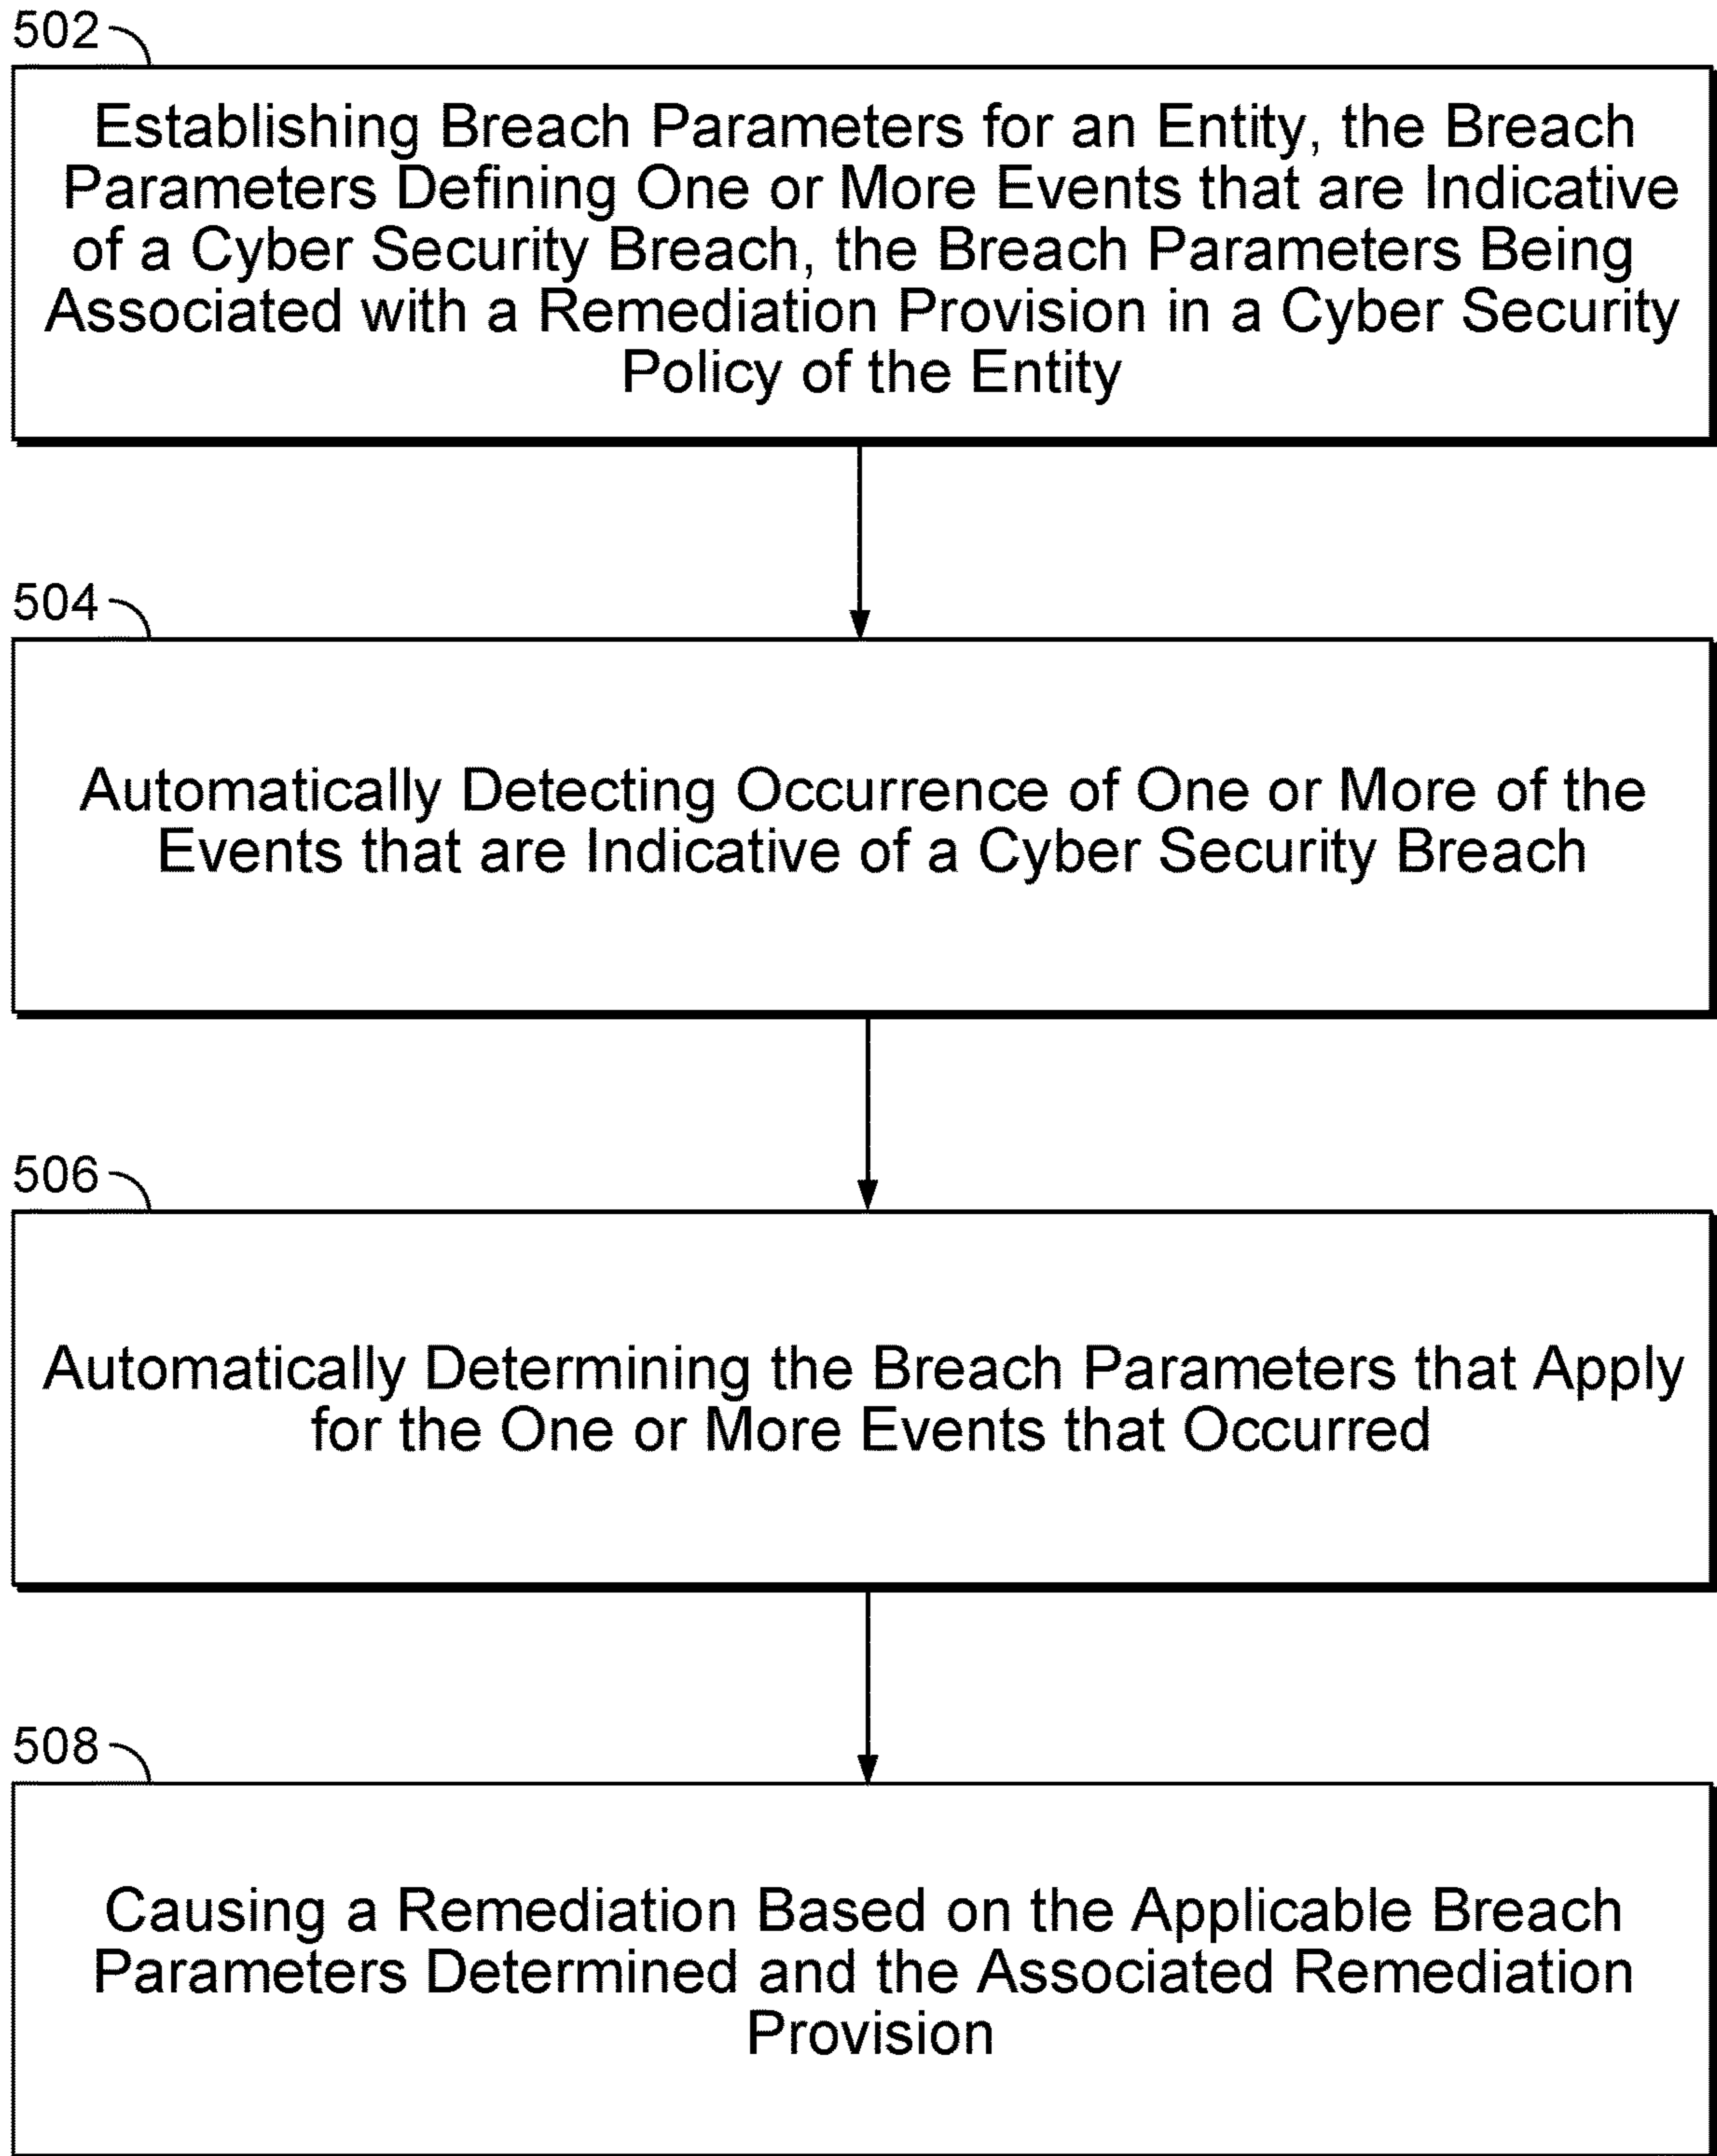 502
Establishing Breach Parameters for an Entity, the Breach
Parameters Defining One or More Events that are Indicative
of a Cyber Security Breach, the Breach Parameters Being
Associated with a Remediation Provision in a Cyber Security
Policy of the Entity
504
Automatically Detecting Occurrence of One or More of the
Events that are Indicative of a Cyber Security Breach
506
Automatically Determining the Breach Parameters that Apply
for the One or More Events that Occurred
508
Causing a Remediation Based on the Applicable Breach
Parameters Determined and the Associated Remediation
Provision